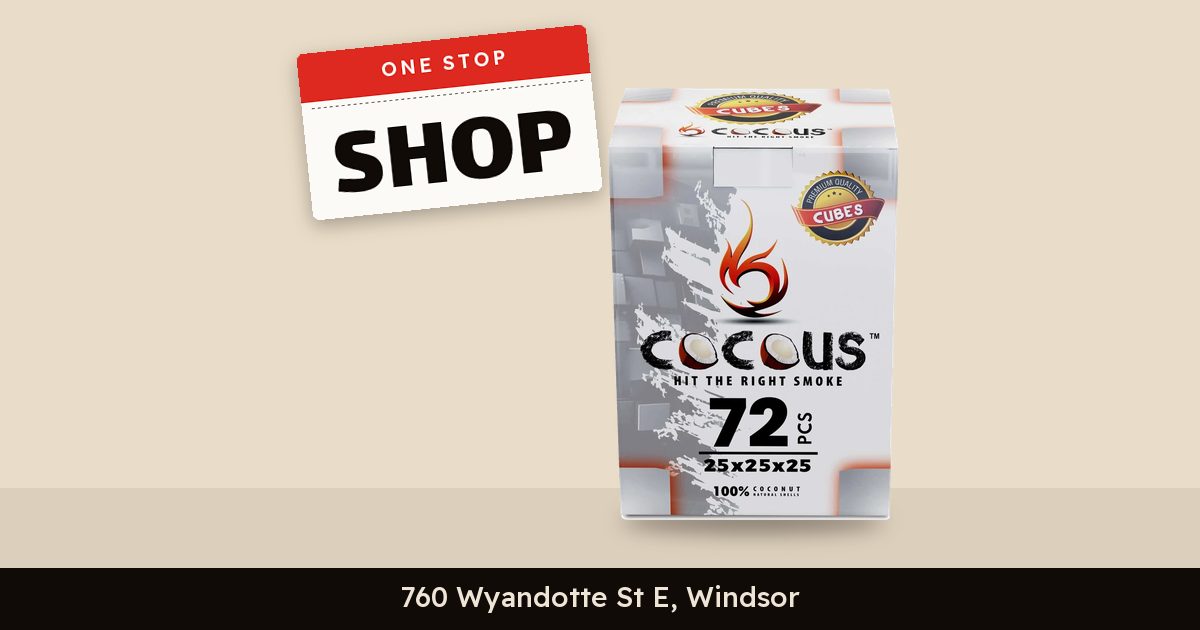 ONE STOP
SHOP
PREMIUM QUALITY
CUBES
COCOUS™
HIT THE RIGHT SMOKE
PREMIUM QUALITY
CUBES
COCOUS™
HIT THE RIGHT SMOKE
72 PCS
25x25x25
100% COCONUT
NATURAL SHELLS
760 Wyandotte St E, Windsor